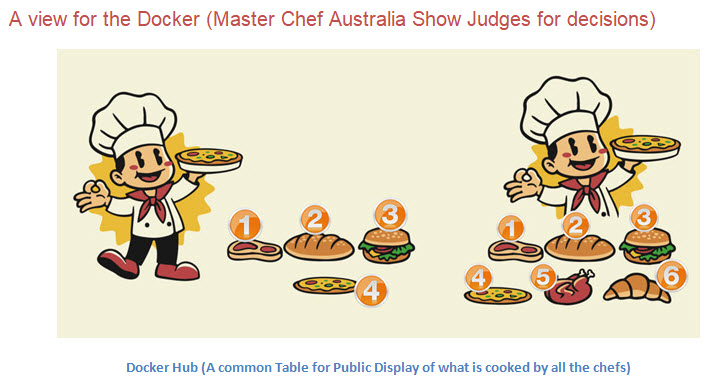 A view for the Docker (Master Chef Australia Show Judges for decisions)
1 2 3 1 2 3
4 4 5 6
Docker Hub (A common Table for Public Display of what is cooked by all the chefs)